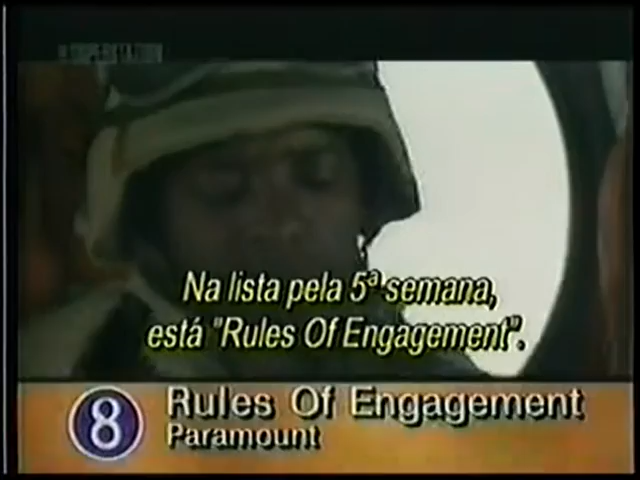 Na lista pela 5ª semana,
está "Rules Of Engagement".
8
Rules Of Engagement
Paramount